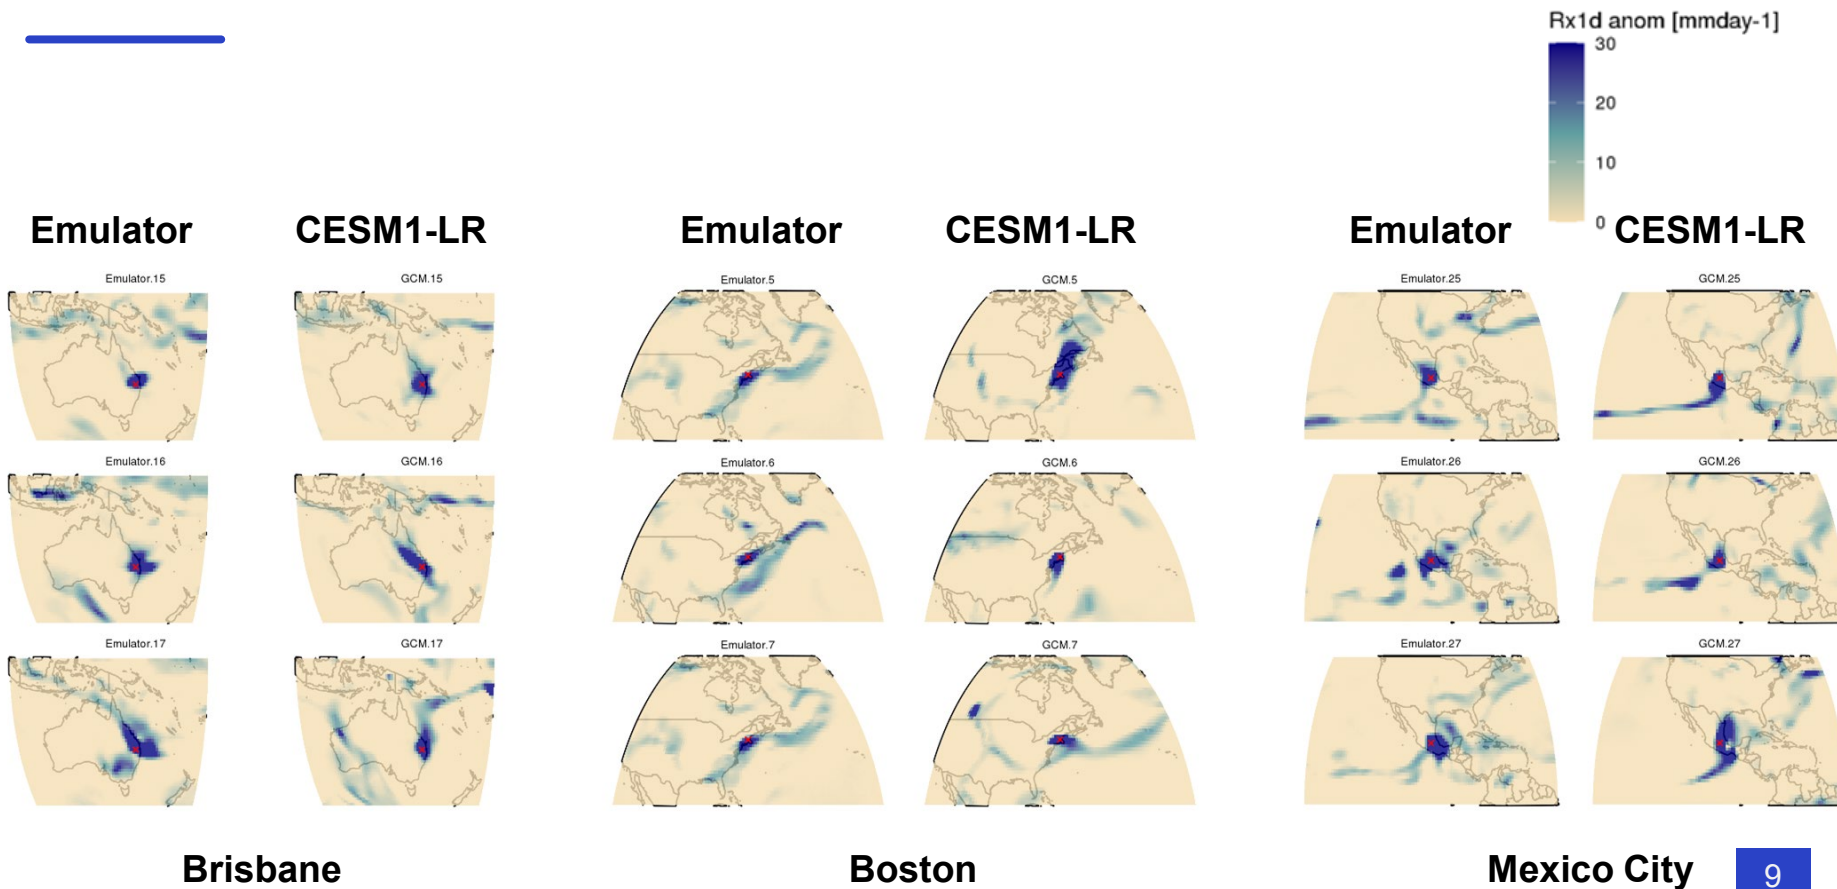 Rx1d anom [mmday-1]
30
20
10
0
Emulator CESM1-LR Emulator CESM1-LR Emulator CESM1-LR
Emulator.15 GCM.15 Emulator.5 GCM.5 Emulator.25 GCM.25
Emulator.16 GCM.16 Emulator.6 GCM.6 Emulator.26 GCM.26
Emulator.17 GCM.17 Emulator.7 GCM.7 Emulator.27 GCM.27
Brisbane Boston Mexico City 9